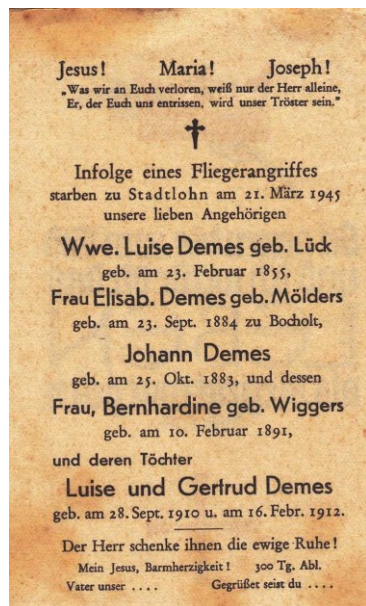 Jesus! Maria! Joseph!
„Was wir an Euch verloren, weiß nur der Herr alleine,
Er, der Euch uns entrissen, wird unser Tröster sein."
Infolge eines Fliegerangriffes
starben zu Stadtlohn am 21. März 1945
unsere lieben Angehörigen
Wwe. Luise Demes geb. Lück
geb. am 23. Februar 1855,
Frau Elisab. Demes geb. Mölders
geb. am 23. Sept. 1884 zu Bocholt,
Johann Demes
geb. am 25. Okt. 1883, und dessen
Frau, Bernhardine geb. Wiggers
geb. am 10. Februar 1891,
und deren Töchter
Luise und Gertrud Demes
geb. am 28. Sept. 1910 u. am 16. Febr. 1912.
Der Herr schenke ihnen die ewige Ruhe!
Mein Jesus, Barmherzigkeit! 300 Tg. Abl.
Vater unser .... Gegrüßet seist du ....